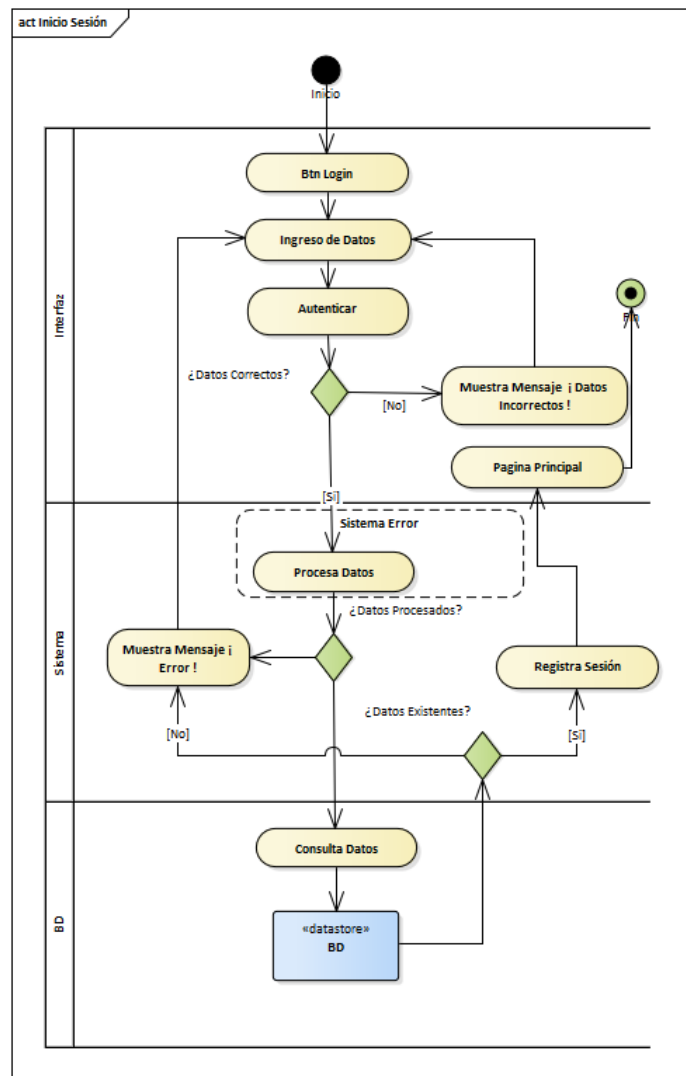 act Inicio Sesión
Inicio
Interfaz
Btn Login
Ingreso de Datos
Autenticar
Fin
¿Datos Correctos?
[No]
Muestra Mensaje ¡ Datos
Incorrectos !
Pagina Principal
[Si]
Sistema
Sistema Error
Procesa Datos
¿Datos Procesados?
Muestra Mensaje ¡
Error !
Registra Sesión
¿Datos Existentes?
[No]
[Si]
BD
Consulta Datos
«datastore»
BD